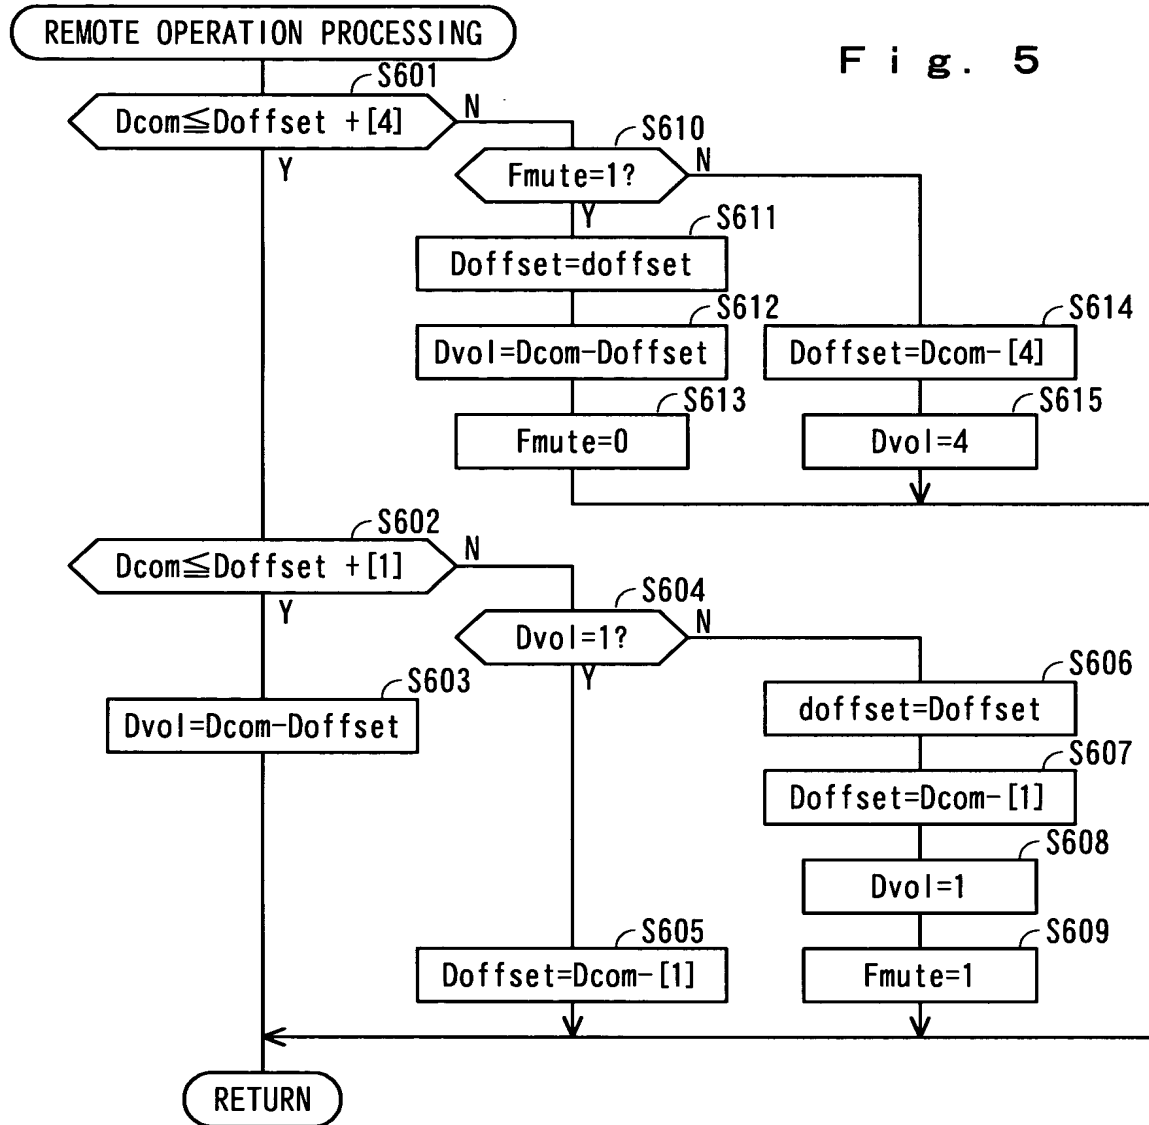 REMOTE OPERATION PROCESSING
Fig. 5
S601
Dcom≦Doffset +[4]
N
Y
S610
Fmute=1?
N
Y
S611
Doffset=doffset
S612
Dvol=Dcom-Doffset
S613
Fmute=0
S614
Doffset=Dcom-[4]
S615
Dvol=4
S602
Dcom≦Doffset +[1]
N
Y
S603
Dvol=Dcom-Doffset
S604
Dvol=1?
N
Y
S605
Doffset=Dcom-[1]
S606
doffset=Doffset
S607
Doffset=Dcom-[1]
S608
Dvol=1
S609
Fmute=1
RETURN